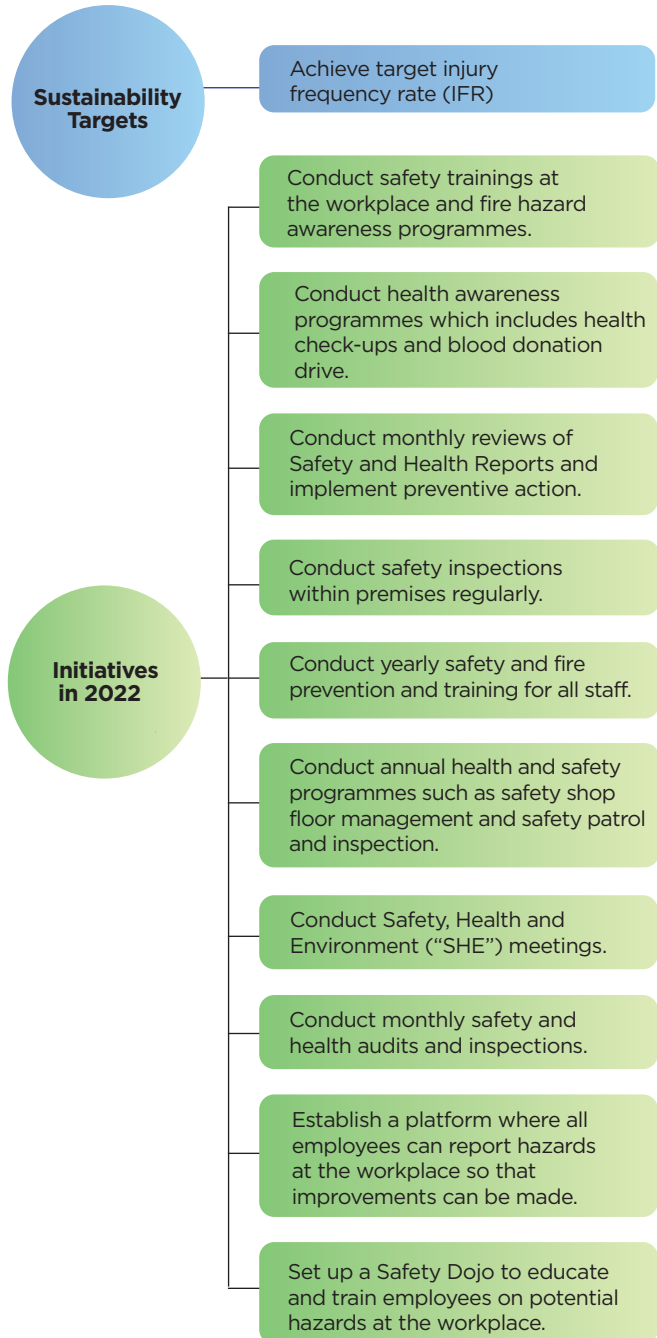 Sustainability
Targets
Achieve target injury
frequency rate (IFR)
Initiatives
in 2022
Conduct safety trainings at
the workplace and fire hazard
awareness programmes.
Conduct health awareness
programmes which includes health
check-ups and blood donation
drive.
Conduct monthly reviews of
Safety and Health Reports and
implement preventive action.
Conduct safety inspections
within premises regularly.
Conduct yearly safety and fire
prevention and training for all staff.
Conduct annual health and safety
programmes such as safety shop
floor management and safety patrol
and inspection.
Conduct Safety, Health and
Environment (“SHE”) meetings.
Conduct monthly safety and
health audits and inspections.
Establish a platform where all
employees can report hazards
at the workplace so that
improvements can be made.
Set up a Safety Dojo to educate
and train employees on potential
hazards at the workplace.